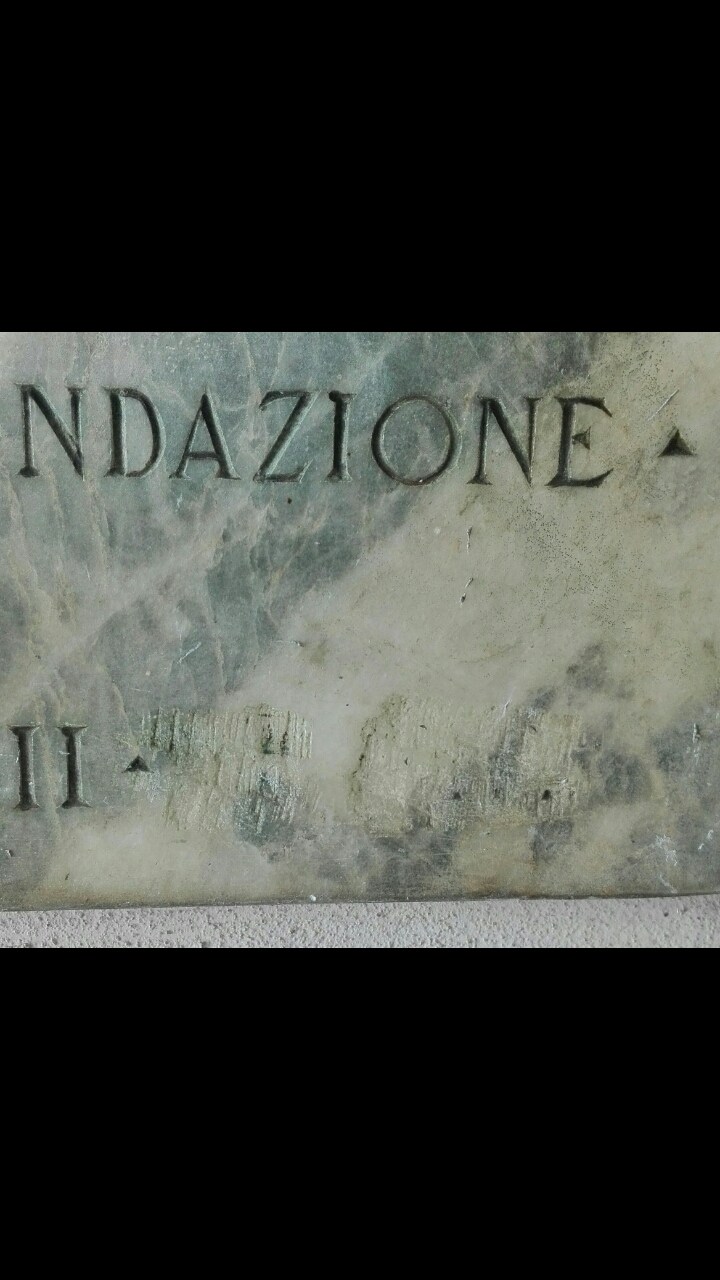 NDAZIONE ▴
II ▴